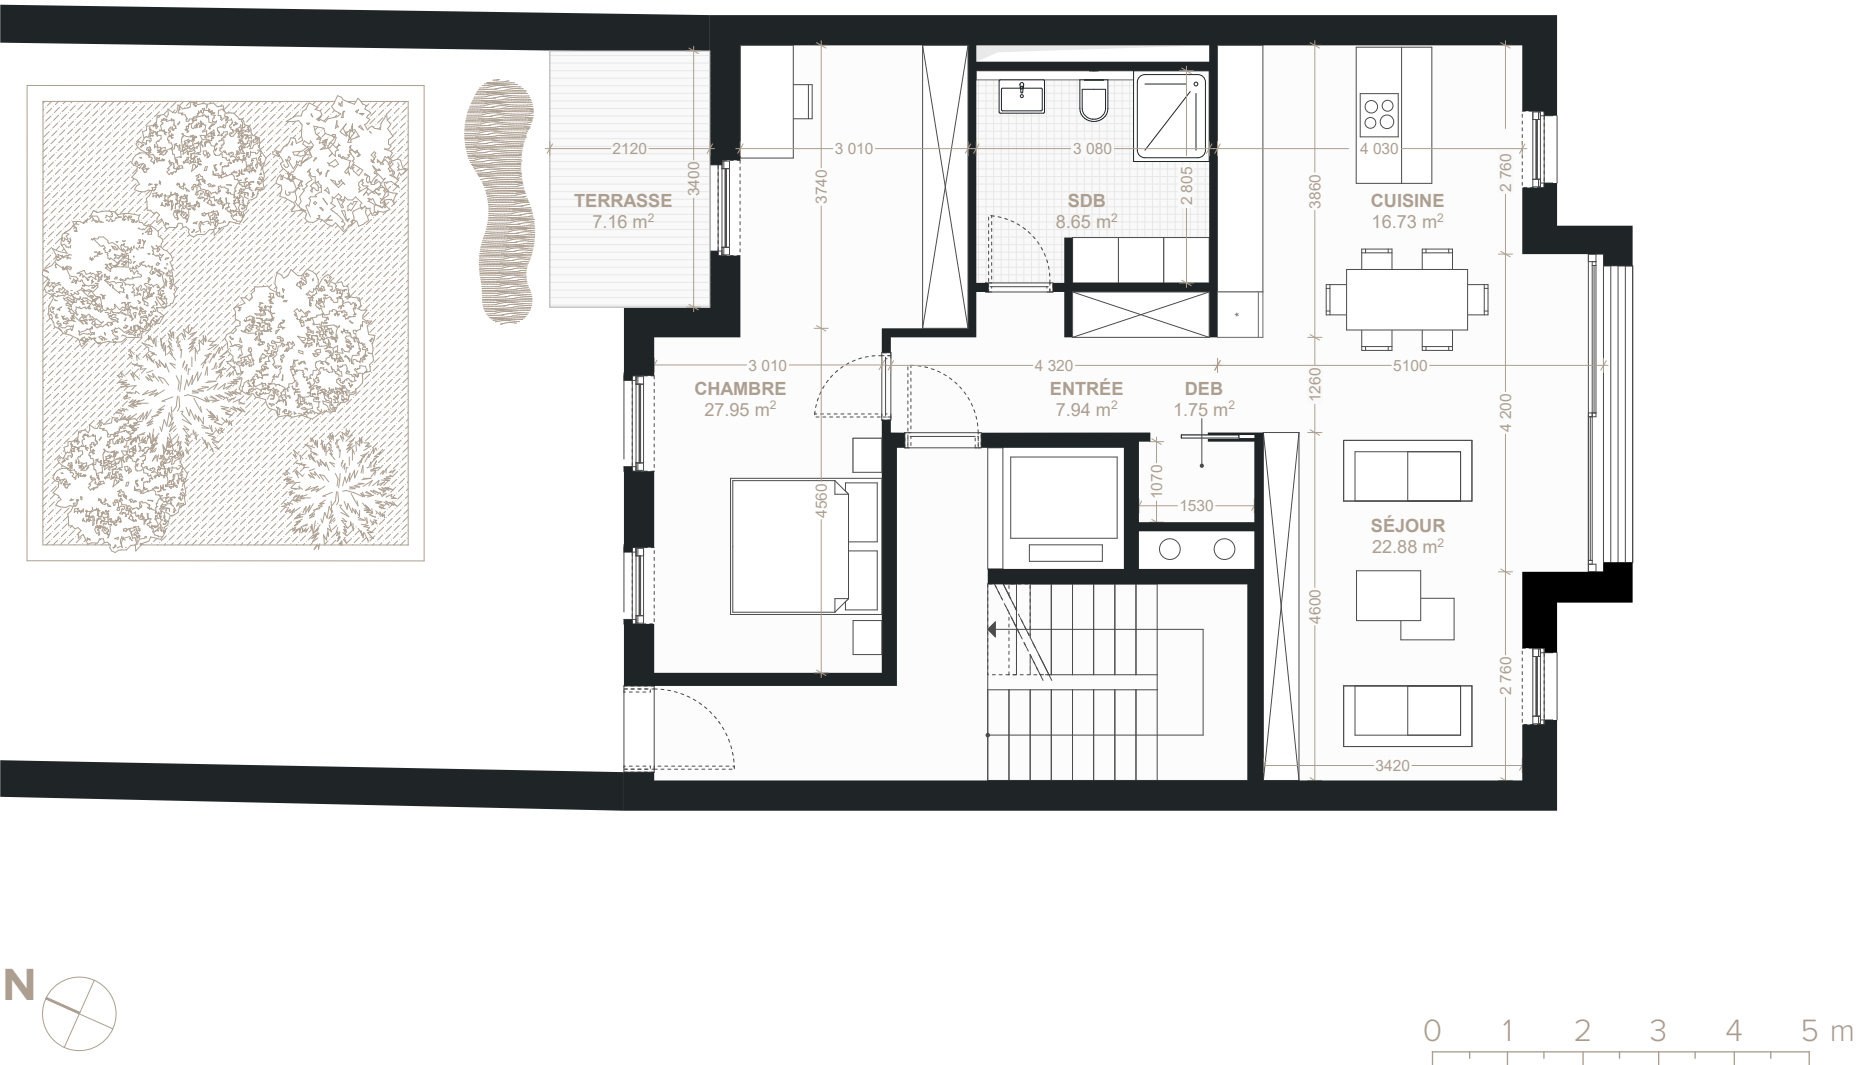 2120
3400
TERRASSE
7.16 m²
3 010
3740
3 080
2 805
SDB
8.65 m²
3860
4 030
2 760
CUISINE
16.73 m²
*
3 010
CHAMBRE
27.95 m²
4560
4 320
ENTRÉE
7.94 m²
DEB
1.75 m²
1260
5100
4 200
1070
1530
SÉJOUR
22.88 m²
4600
2 760
3420
N
0 1 2 3 4 5 m